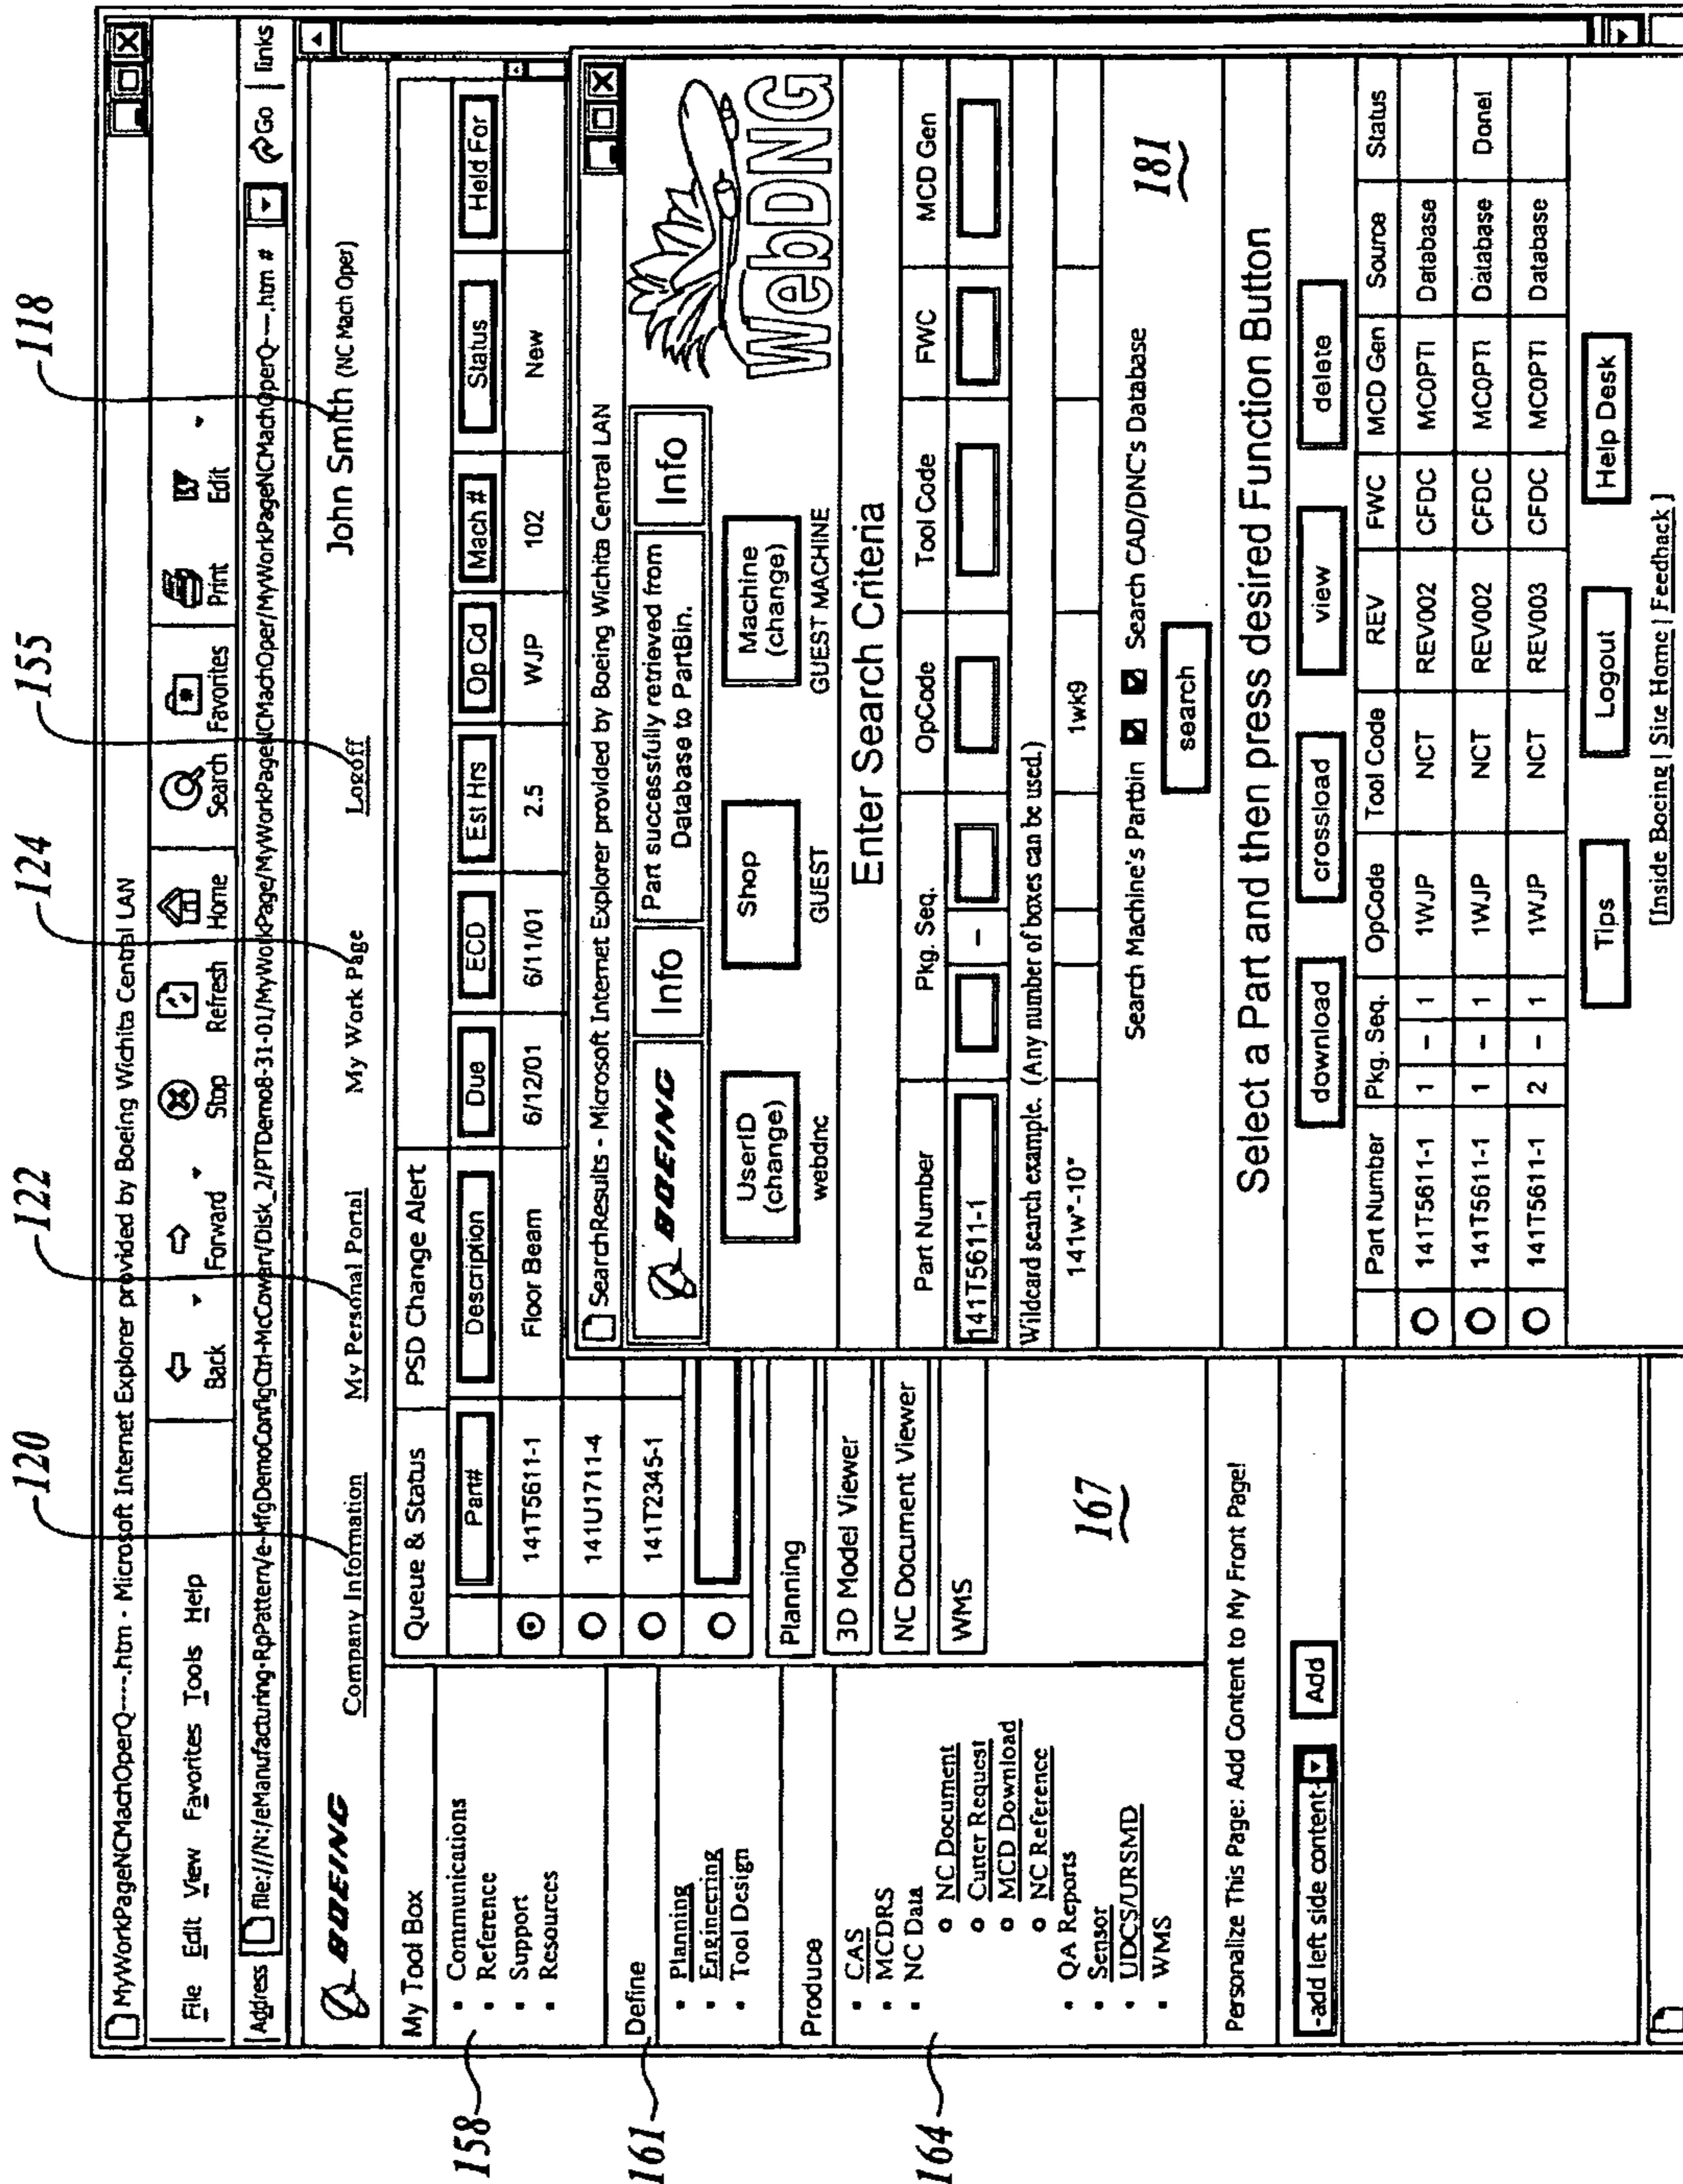 120 122 124 155 118
MyWorkPageNCMachOperQ----.htm - Microsoft Internet Explorer provided by Boeing Wichita Central LAN
File Edit View Favorites Tools Help
Back Forward Stop Refresh Home Search Favorites Print Edit
Address file:///N:/eManufacturing-RpPattern/e-MfgDemoConfigCtrl-McCowan/Disk_2/PTDemo8-31-01/MyWorkPage/MyWorkPageNCMachOper/MyWorkPageNCMachOperQ----.htm # Go links
BOEING Company Information My Personal Portal My Work Page Logoff John Smith (NC Mach Oper)
My Tool Box
158
• Communications
• Reference
• Support
• Resources
161
Define
• Planning
• Engineering
• Tool Design
Produce
164
• CAS
• MCDRS
• NC Data
o NC Document
o Cutter Request
o MCD Download
o NC Reference
• QA Reports
• Sensor
• UDCS/URSMD
• WMS
Queue & Status PSD Change Alert
Part# Description Due ECD Est Hrs Op Cd Mach # Status Held For
141T5611-1 Floor Beam 6/12/01 6/11/01 2.5 WJP 102 New
141U1711-4
141T2345-1
Planning
3D Model Viewer
NC Document Viewer
WMS
167
SearchResults - Microsoft Internet Explorer provided by Boeing Wichita Central LAN
BOEING Info Part successfully retrieved from Info
Database to PartBin.
WebDNG
UserID Shop Machine
(change) (change)
webdnc GUEST GUEST MACHINE
Enter Search Criteria
Part Number Pkg. Seq. OpCode Tool Code FWC MCD Gen
141T5611-1 –
Wildcard search example. (Any number of boxes can be used.)
141w*-10* 1wk9
Search Machine's Partbin Search CAD/DNC's Database
search
181
Select a Part and then press desired Function Button
download crossload view delete
Part Number Pkg. Seq. OpCode Tool Code REV FWC MCD Gen Source Status
141T5611-1 1 – 1 1WJP NCT REV002 CFDC MCOPTI Database
141T5611-1 1 – 1 1WJP NCT REV002 CFDC MCOPTI Database Done!
141T5611-1 2 – 1 1WJP NCT REV003 CFDC MCOPTI Database
Tips Logout Help Desk
[Inside Boeing | Site Home | Feedback]
Personalize This Page: Add Content to My Front Page!
-add left side content- Add